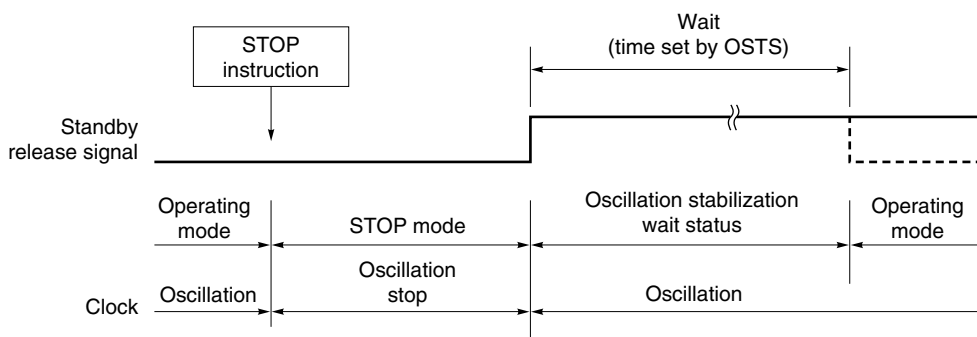 Wait
(time set by OSTS)
STOP
instruction
Standby
release signal
Operating
mode
STOP mode
Oscillation stabilization
wait status
Operating
mode
Clock
Oscillation
Oscillation
stop
Oscillation